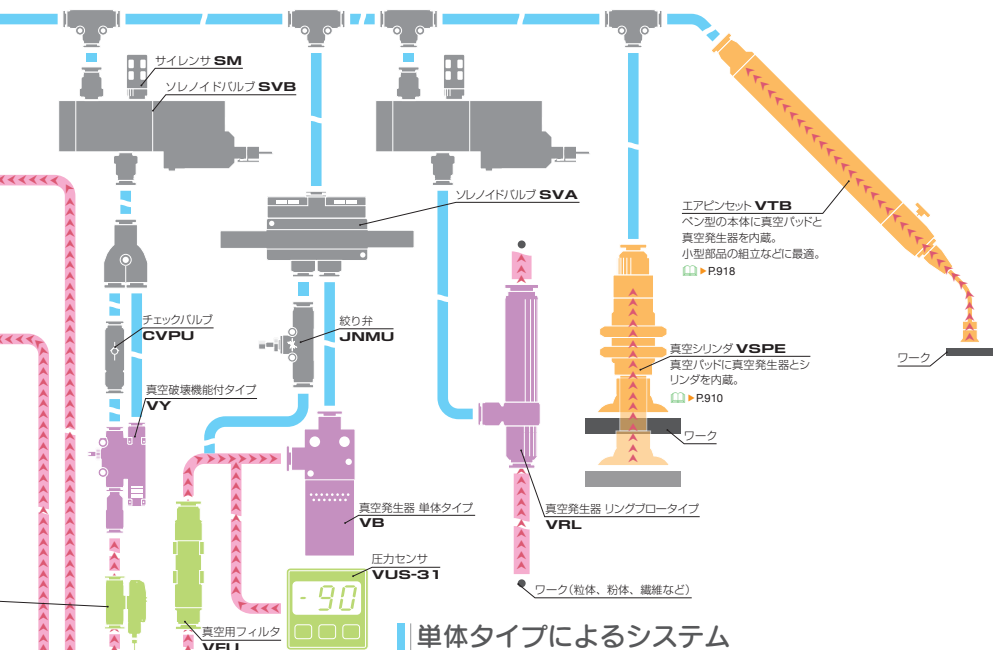 サイレンサ SM
ソレノイドバルブ SVB
ソレノイドバルブ SVA
エアピンセット VTB
ペン型の本体に真空パッドと
真空発生器を内蔵。
小型部品の組立などに最適。
▶P.918
チェックバルブ
CVPU
絞り弁
JNMU
真空シリンダ VSPE
真空パッドに真空発生器とシ
リンダを内蔵。
▶P.910
ワーク
真空破壊機能付タイプ
VY
ワーク
真空発生器 単体タイプ
VB
真空発生器 リングブロータイプ
VRL
圧力センサ
VUS-31
-90
ワーク(粒体、粉体、繊維など)
真空用フィルタ
VFU
単体タイプによるシステム